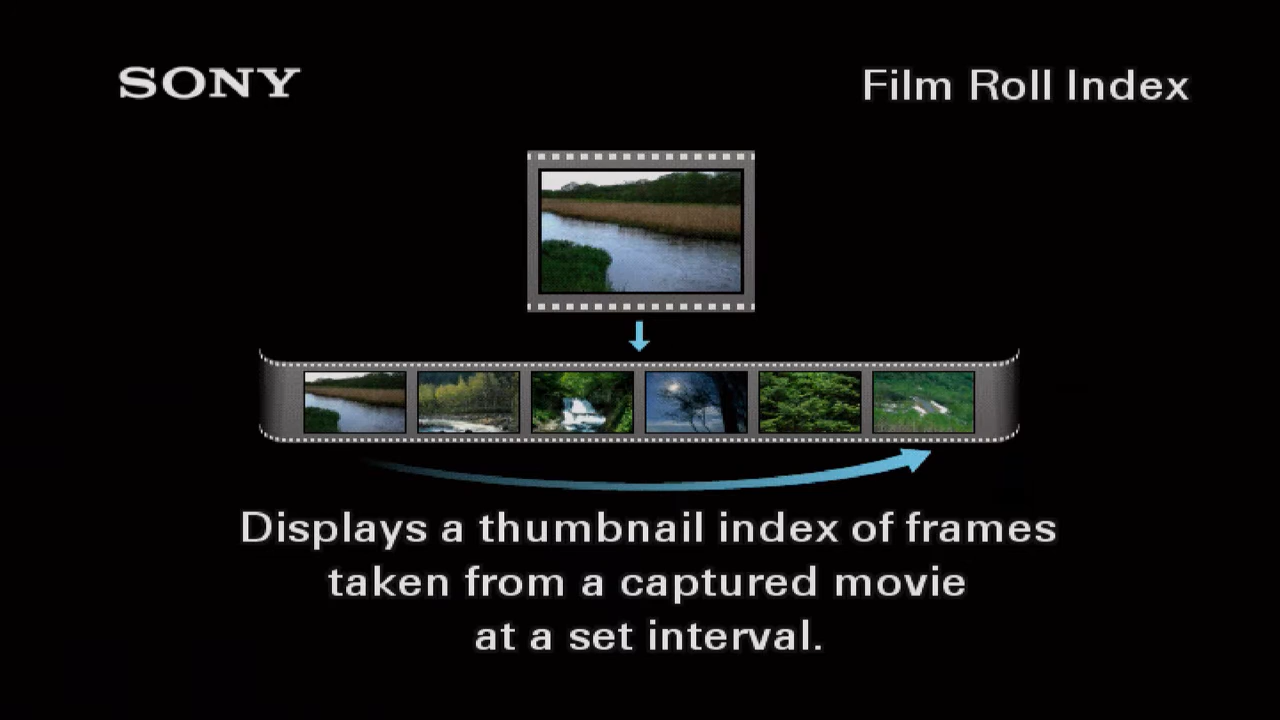 SONY
Film Roll Index
Displays a thumbnail index of frames
taken from a captured movie
at a set interval.